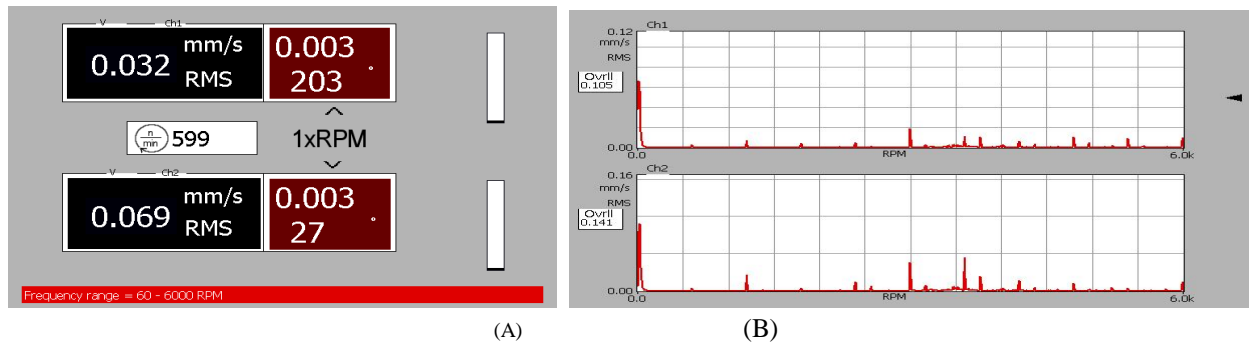 V Ch1
0.032 mm/s RMS
0.003
203 °
n/min 599
1xRPM
V Ch2
0.069 mm/s RMS
0.003
27 °
Frequency range = 60 - 6000 RPM
(A)
Ch1
0.12
mm/s
RMS
Ovrll
0.105
0.00
0.0 RPM 6.0k
Ch2
0.16
mm/s
RMS
Ovrll
0.141
0.00
0.0 RPM 6.0k
(B)